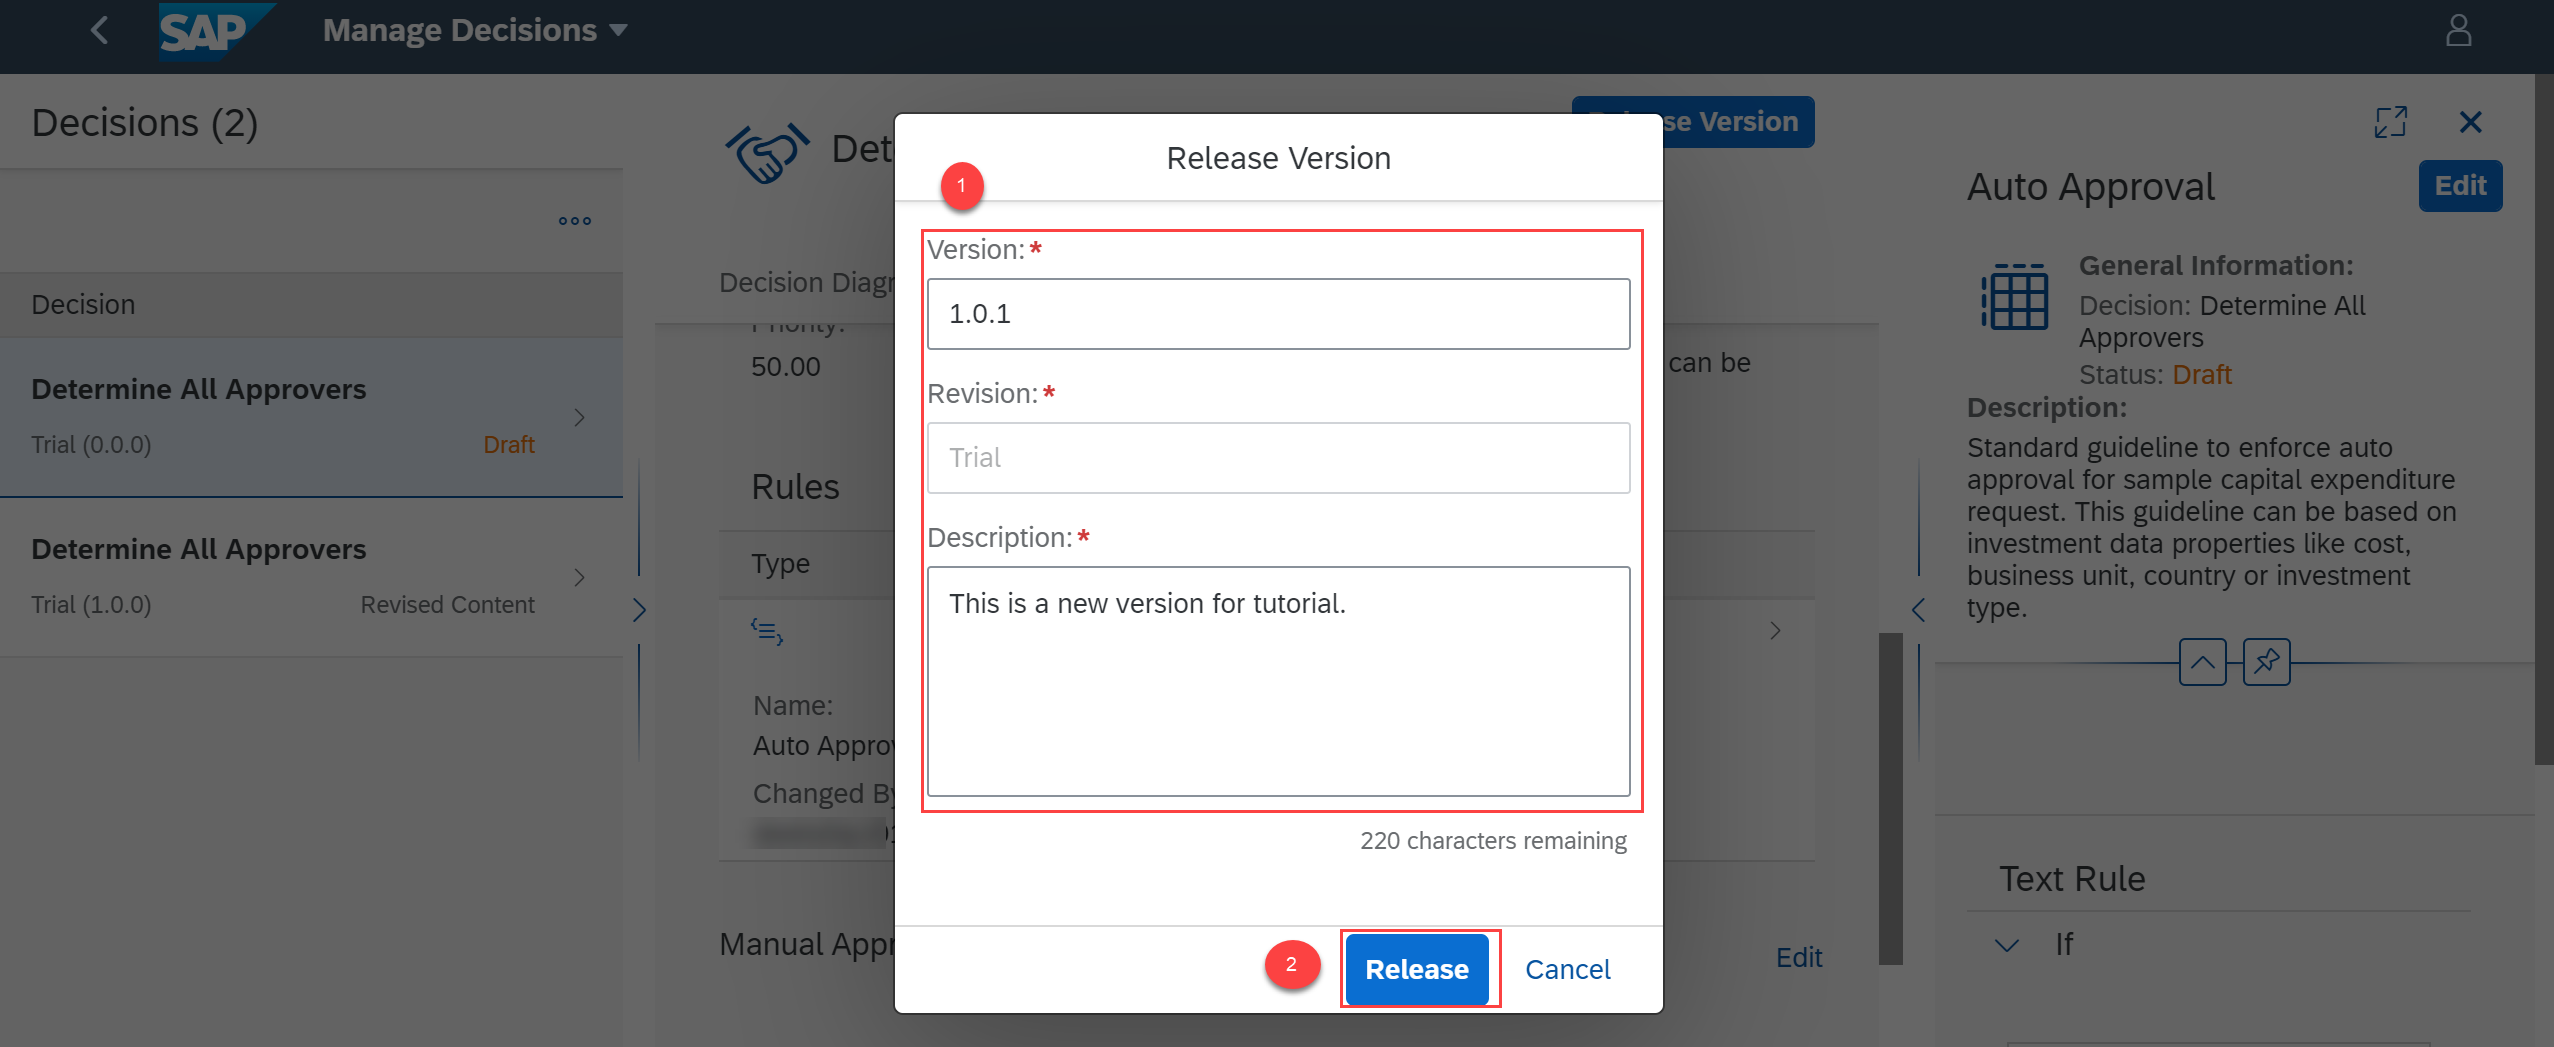 SAP
Manage Decisions
Decisions (2)
Decision
Determine All Approvers
Trial (0.0.0)
Draft
Determine All Approvers
Trial (1.0.0)
Revised Content
Det
se Version
Decision Diagr
Priority:
50.00
can be
Rules
Type
Name:
Auto Approv
Changed By
Manual Appr
Edit
Release Version
1
Version:*
1.0.1
Revision:*
Trial
Description:*
This is a new version for tutorial.
220 characters remaining
2
Release
Cancel
Auto Approval
Edit
General Information:
Decision: Determine All
Approvers
Status: Draft
Description:
Standard guideline to enforce auto
approval for sample capital expenditure
request. This guideline can be based on
investment data properties like cost,
business unit, country or investment
type.
Text Rule
If